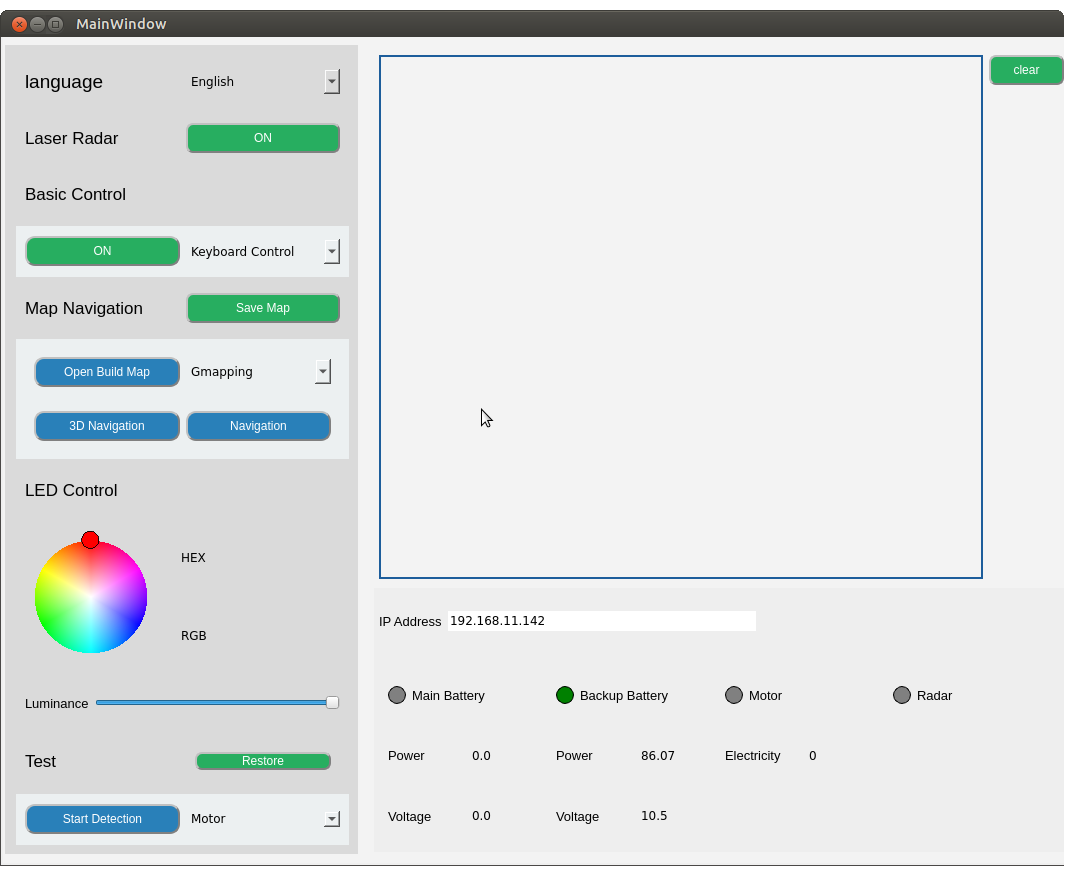 MainWindow
language English
Laser Radar ON
Basic Control
ON Keyboard Control
Map Navigation Save Map
Open Build Map Gmapping
3D Navigation Navigation
LED Control
HEX
RGB
Luminance
Test Restore
Start Detection Motor
clear
IP Address 192.168.11.142
Main Battery Backup Battery Motor Radar
Power 0.0 Power 86.07 Electricity 0
Voltage 0.0 Voltage 10.5